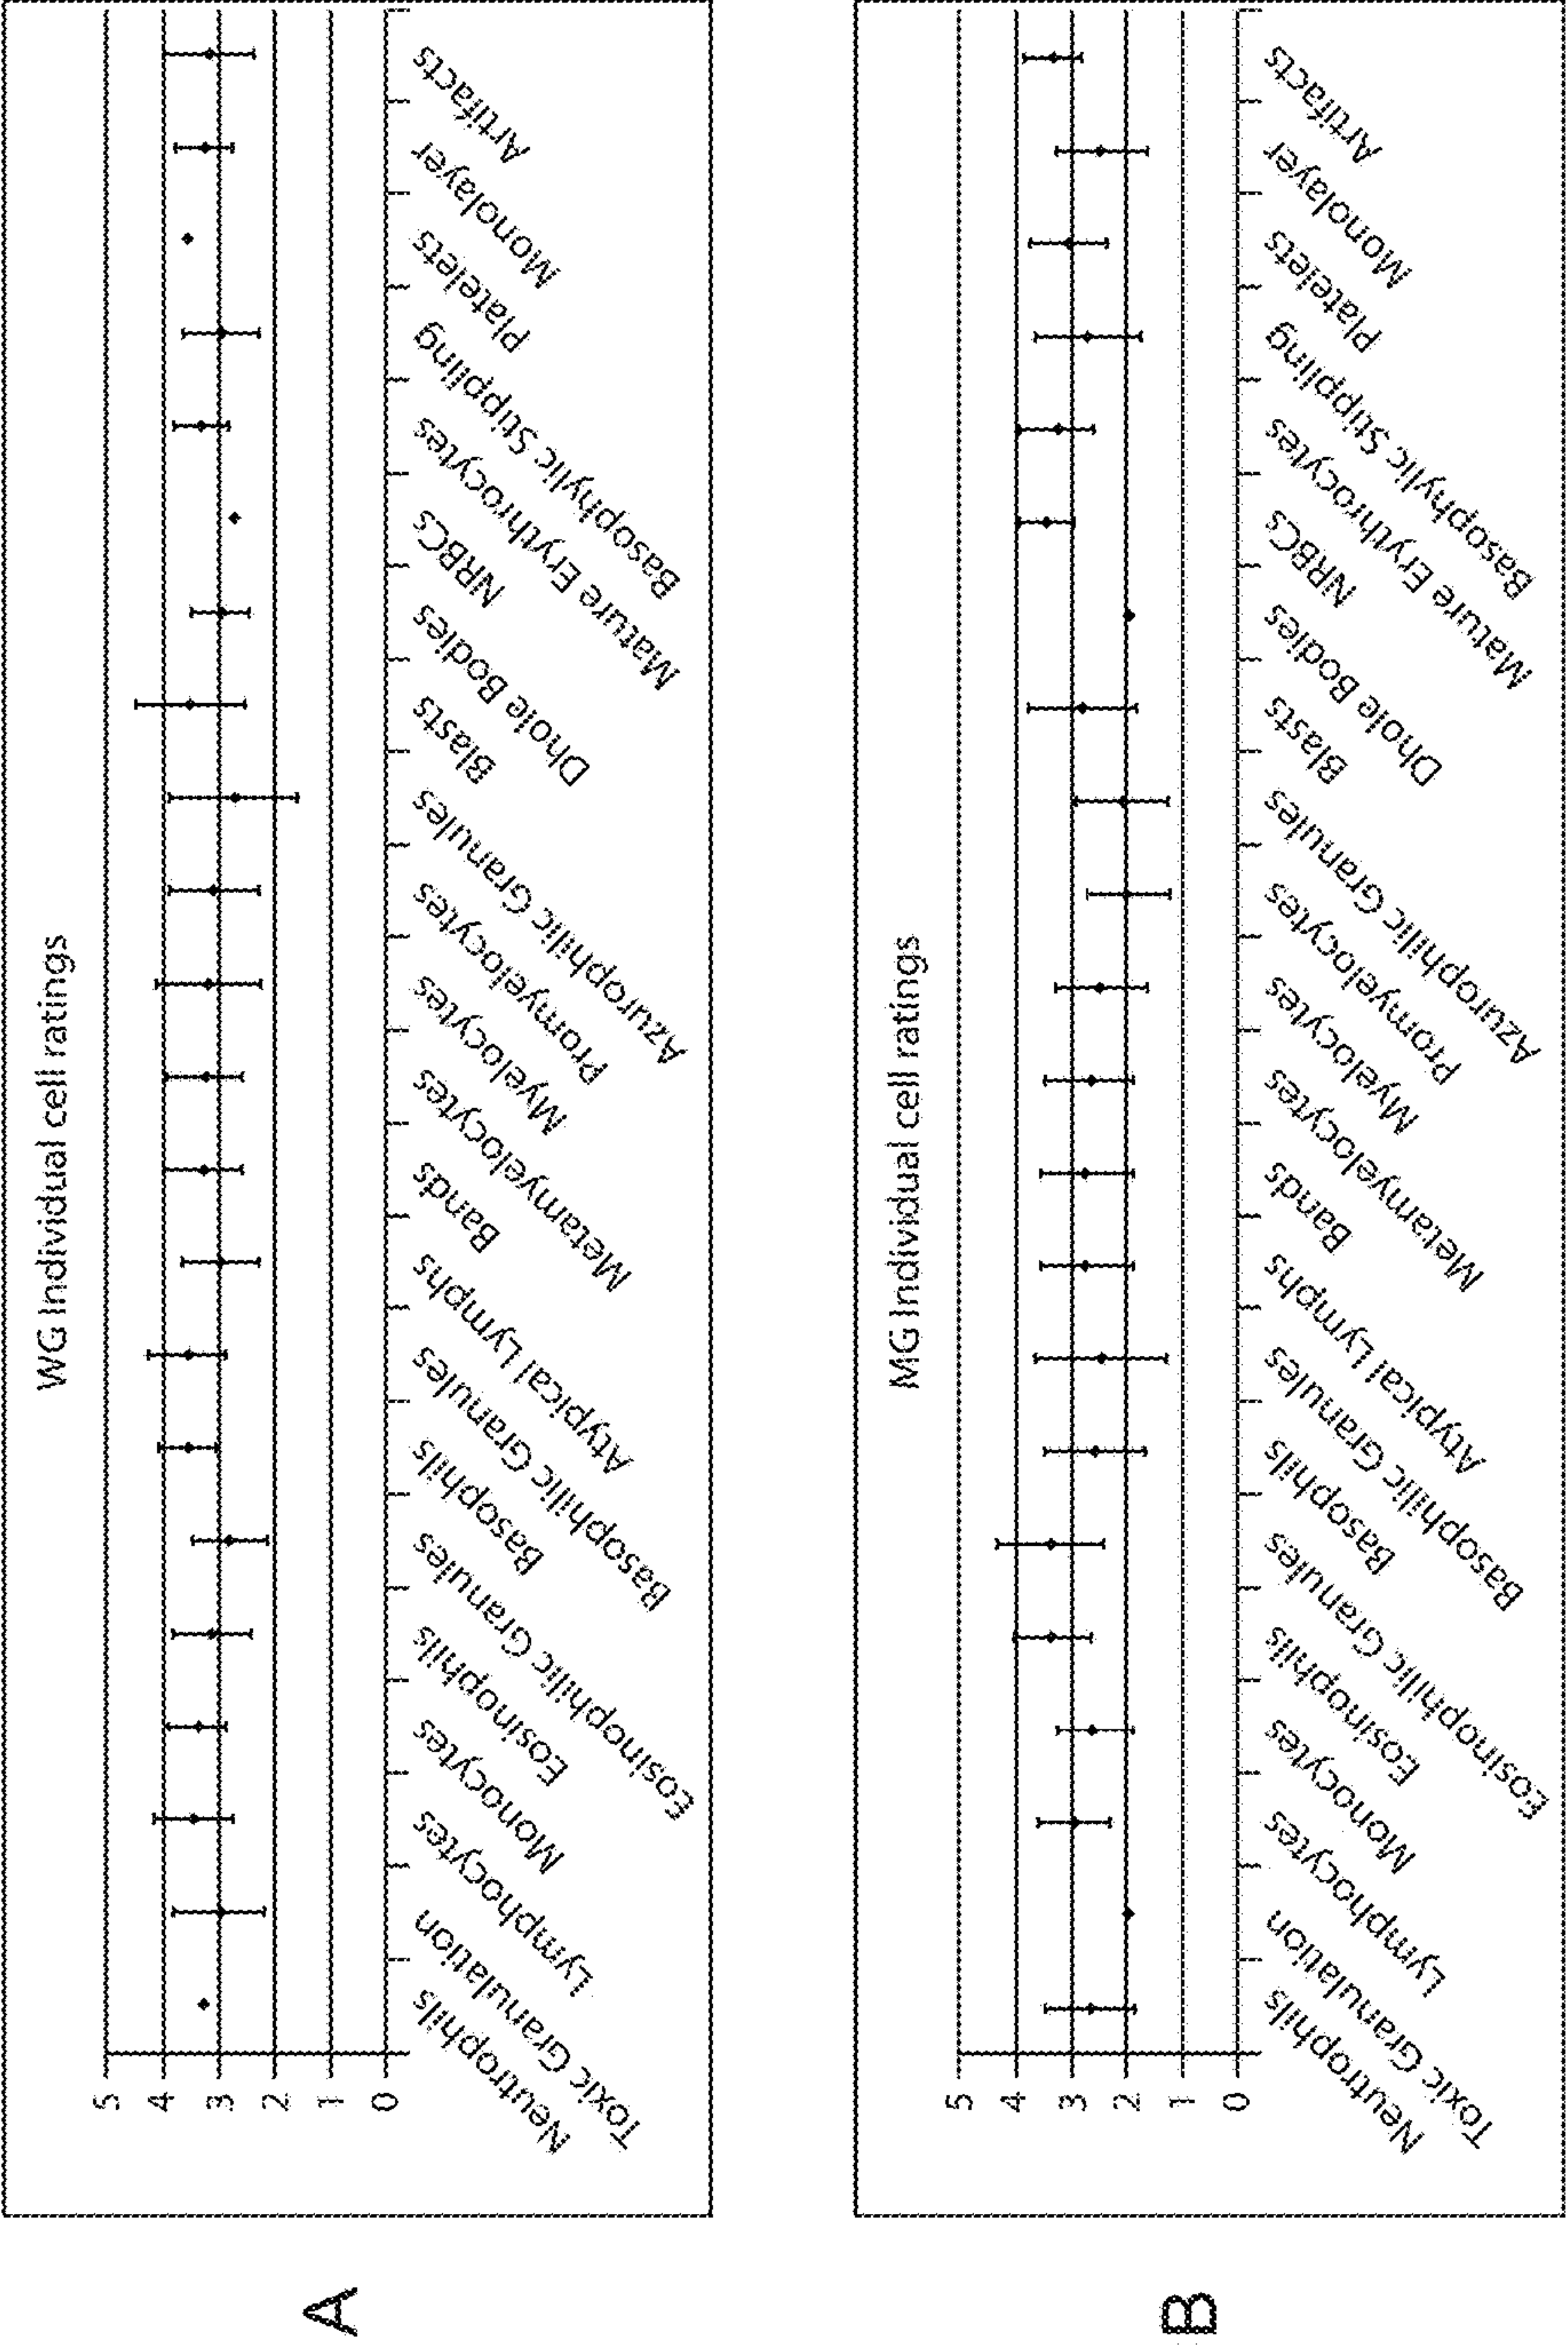 A
WG Individual cell ratings
5
4
3
2
1
0
Neutrophils
Toxic Granulation
Lymphocytes
Monocytes
Eosinophils
Eosinophilic Granules
Basophils
Basophilic Granules
Atypical Lymphs
Bands
Metamyelocytes
Myelocytes
Promyelocytes
Azurophilic Granules
Blasts
Dhole Bodies
NRBCs
Mature Erythrocytes
Basophylic Stippling
Platelets
Monolayer
Artifacts
B
MG Individual cell ratings
5
4
3
2
1
0
Neutrophils
Toxic Granulation
Lymphocytes
Monocytes
Eosinophils
Eosinophilic Granules
Basophils
Basophilic Granules
Atypical Lymphs
Bands
Metamyelocytes
Myelocytes
Promyelocytes
Azurophilic Granules
Blasts
Dhole Bodies
NRBCs
Mature Erythrocytes
Basophylic Stippling
Platelets
Monolayer
Artifacts